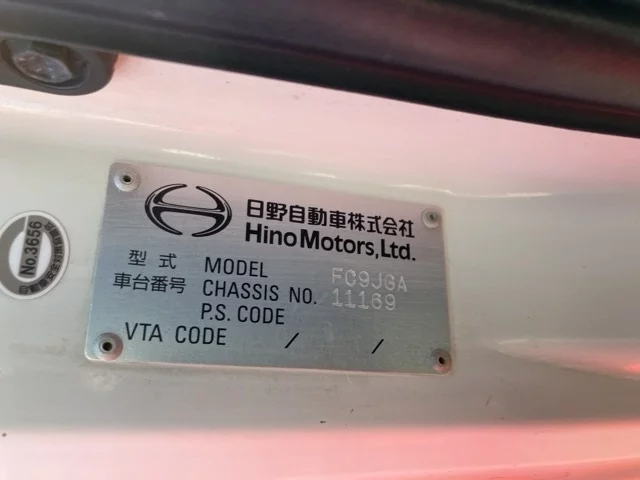 日野自動車株式会社
Hino Motors, Ltd.
型式 MODEL FC9JGA
車台番号 CHASSIS NO. 11169
P.S. CODE
VTA CODE / /
No.3656